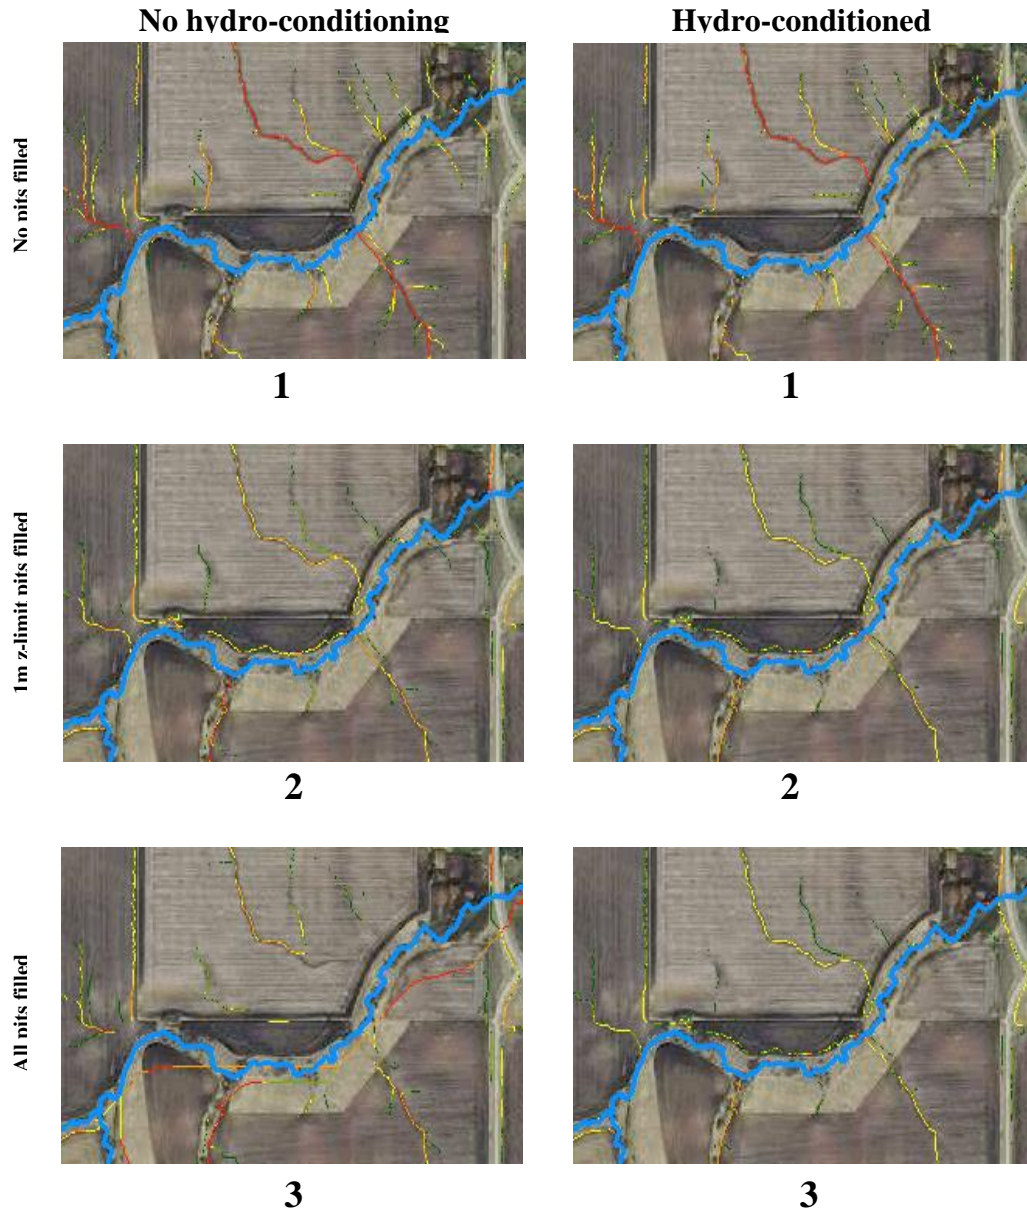 No hydro-conditioning
Hydro-conditioned
No pits filled
1
1
1m z-limit pits filled
2
2
All pits filled
3
3